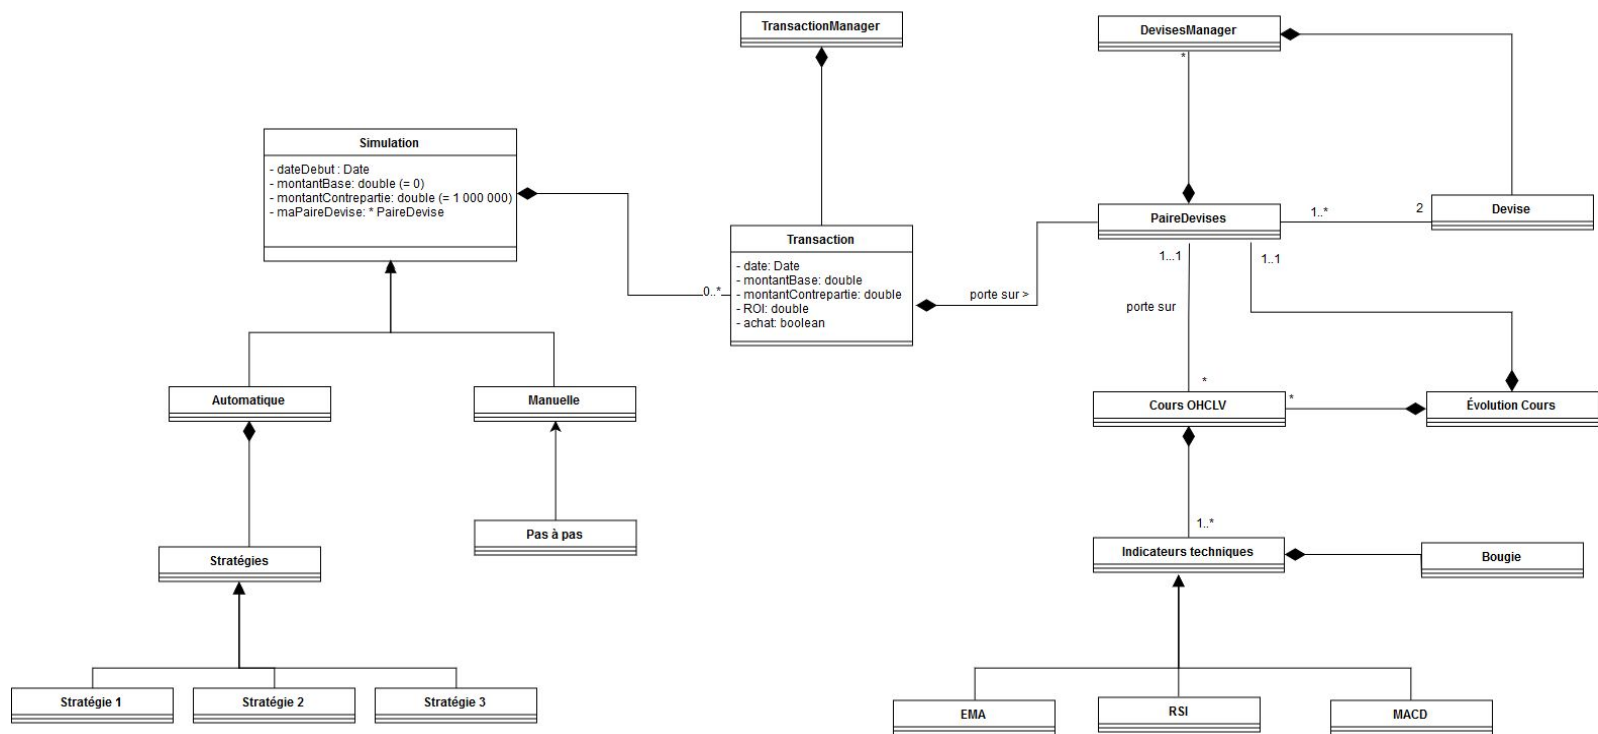 TransactionManager
DevisesManager
*
Simulation
- dateDebut : Date
- montantBase: double (= 0)
- montantContrepartie: double (= 1 000 000)
- maPaireDevise: * PaireDevise
Transaction
- date: Date
- montantBase: double
- montantContrepartie: double
- ROI: double
- achat: boolean
0..*
porte sur >
PaireDevises
1..*
2
Devise
1...1
1..1
porte sur
*
Automatique
Manuelle
Cours OHCLV
*
Évolution Cours
1..*
Pas à pas
Stratégies
Indicateurs techniques
Bougie
Stratégie 1
Stratégie 2
Stratégie 3
EMA
RSI
MACD